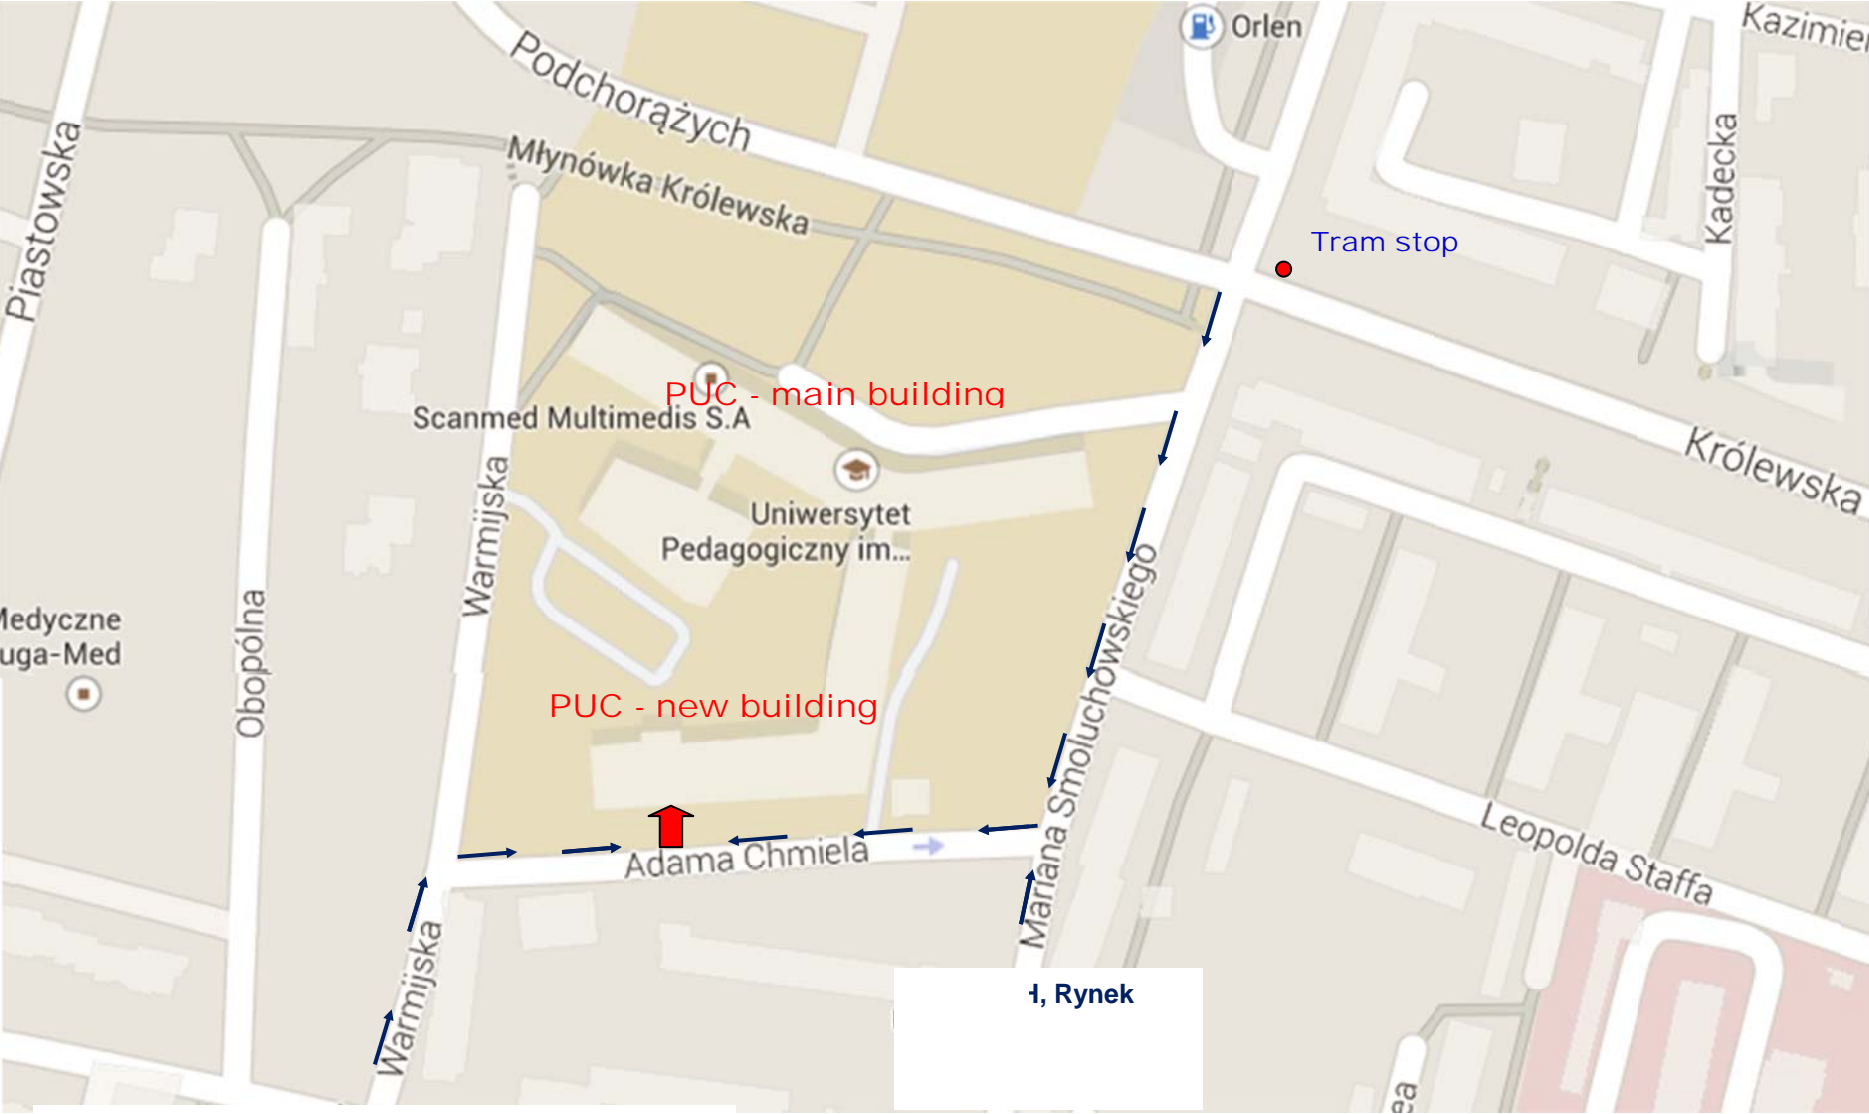 Orlen
Kazimier
Podchorążych
Piastowska
Młynówka Królewska
Kadecka
Tram stop
PUC - main building
Scanmed Multimedis S.A
Królewska
Warmijska
Uniwersytet
Pedagogiczny im...
Medyczne
uga-Med
Obopólna
PUC - new building
Mariana Smoluchowskiego
Leopolda Staffa
Adama Chmiela
Warmijska
H, Rynek
ea